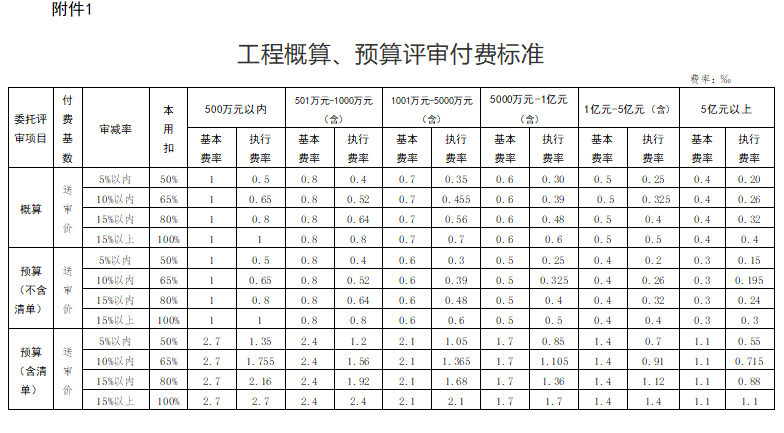 附件1
工程概算、预算评审付费标准
费率：‰
委托评审项目 付费基数 审减率 本用扣 500万元以内 501万元-1000万元（含） 1001万元-5000万元（含） 5000万元-1亿元（含） 1亿元-5亿元（含） 5亿元以上
基本费率 执行费率 基本费率 执行费率 基本费率 执行费率 基本费率 执行费率 基本费率 执行费率 基本费率 执行费率
概算 送审价 5%以内 50% 1 0.5 0.8 0.4 0.7 0.35 0.6 0.30 0.5 0.25 0.4 0.20
10%以内 65% 1 0.65 0.8 0.52 0.7 0.455 0.6 0.39 0.5 0.325 0.4 0.26
15%以内 80% 1 0.8 0.8 0.64 0.7 0.56 0.6 0.48 0.5 0.4 0.4 0.32
15%以上 100% 1 1 0.8 0.8 0.7 0.7 0.6 0.6 0.5 0.5 0.4 0.4
预算（不含清单） 送审价 5%以内 50% 1 0.5 0.8 0.4 0.6 0.3 0.5 0.25 0.4 0.2 0.3 0.15
10%以内 65% 1 0.65 0.8 0.52 0.6 0.39 0.5 0.325 0.4 0.26 0.3 0.195
15%以内 80% 1 0.8 0.8 0.64 0.6 0.48 0.5 0.4 0.4 0.32 0.3 0.24
15%以上 100% 1 1 0.8 0.8 0.6 0.6 0.5 0.5 0.4 0.4 0.3 0.3
预算（含清单） 送审价 5%以内 50% 2.7 1.35 2.4 1.2 2.1 1.05 1.7 0.85 1.4 0.7 1.1 0.55
10%以内 65% 2.7 1.755 2.4 1.56 2.1 1.365 1.7 1.105 1.4 0.91 1.1 0.715
15%以内 80% 2.7 2.16 2.4 1.92 2.1 1.68 1.7 1.36 1.4 1.12 1.1 0.88
15%以上 100% 2.7 2.7 2.4 2.4 2.1 2.1 1.7 1.7 1.4 1.4 1.1 1.1